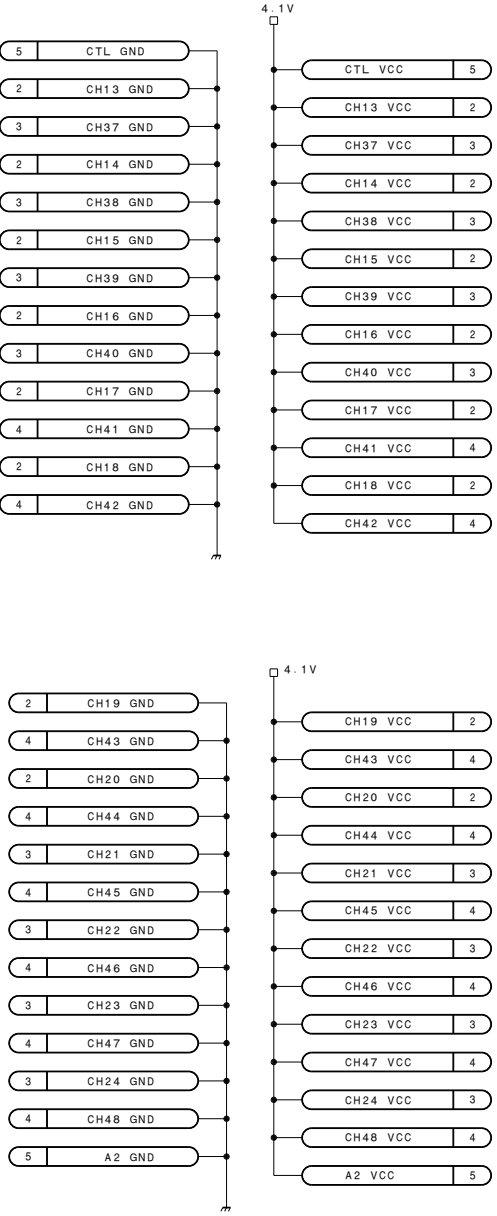 4.1V
5 CTL GND
CTL VCC 5
2 CH13 GND
CH13 VCC 2
3 CH37 GND
CH37 VCC 3
2 CH14 GND
CH14 VCC 2
3 CH38 GND
CH38 VCC 3
2 CH15 GND
CH15 VCC 2
3 CH39 GND
CH39 VCC 3
2 CH16 GND
CH16 VCC 2
3 CH40 GND
CH40 VCC 3
2 CH17 GND
CH17 VCC 2
4 CH41 GND
CH41 VCC 4
2 CH18 GND
CH18 VCC 2
4 CH42 GND
CH42 VCC 4
4.1V
2 CH19 GND
CH19 VCC 2
4 CH43 GND
CH43 VCC 4
2 CH20 GND
CH20 VCC 2
4 CH44 GND
CH44 VCC 4
3 CH21 GND
CH21 VCC 3
4 CH45 GND
CH45 VCC 4
3 CH22 GND
CH22 VCC 3
4 CH46 GND
CH46 VCC 4
3 CH23 GND
CH23 VCC 3
4 CH47 GND
CH47 VCC 4
3 CH24 GND
CH24 VCC 3
4 CH48 GND
CH48 VCC 4
5 A2 GND
A2 VCC 5